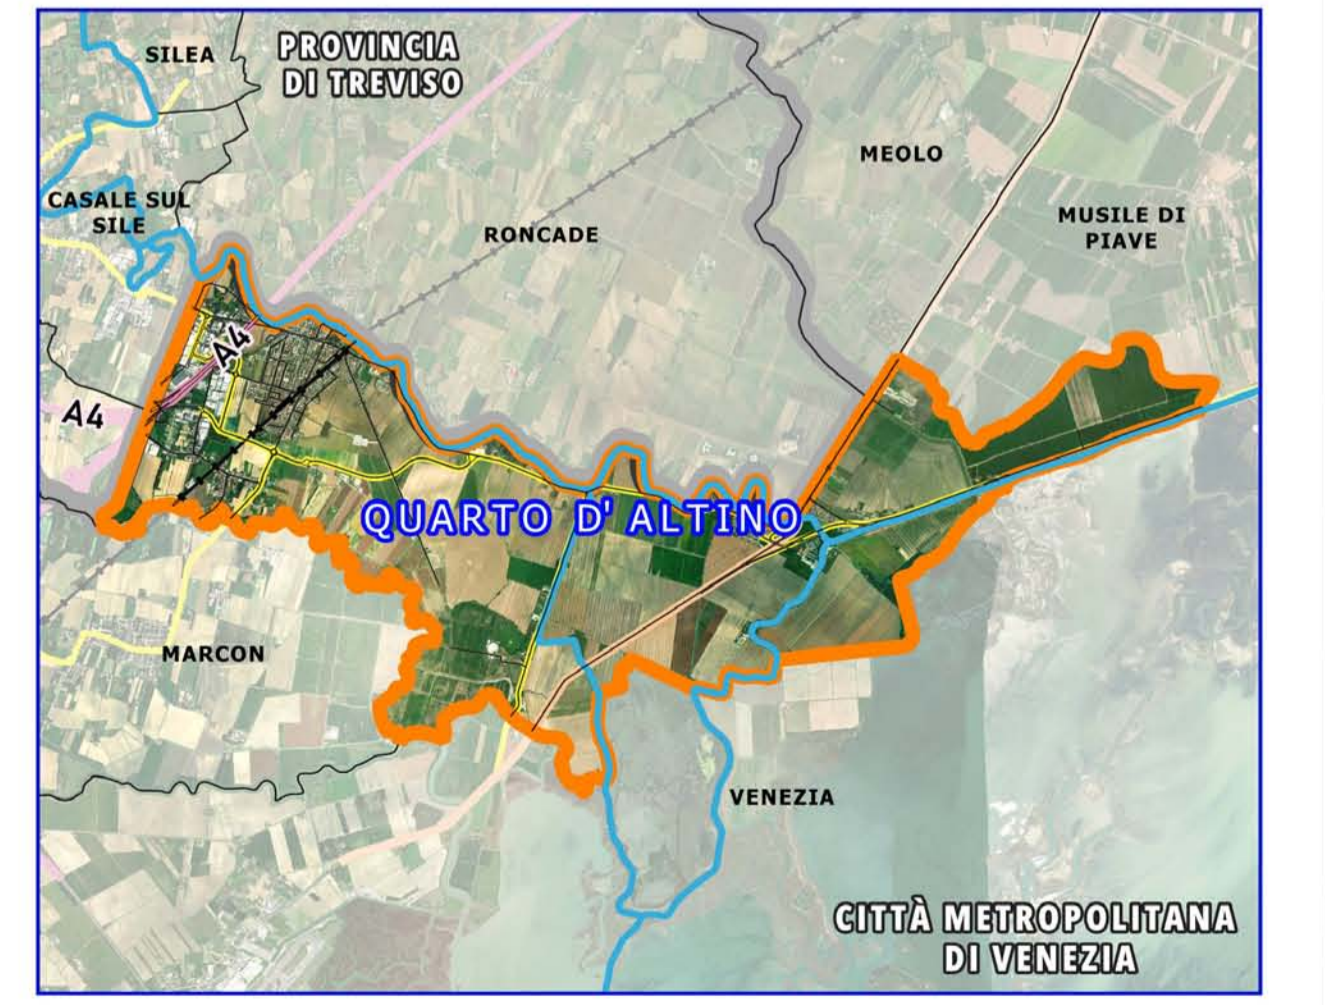 SILEA
PROVINCIA
DI TREVISO
MEOLO
CASALE SUL
SILE
RONCADE
MUSILE DI
PIAVE
A4
A4
QUARTO D' ALTINO
MARCON
VENEZIA
CITTÀ METROPOLITANA
DI VENEZIA